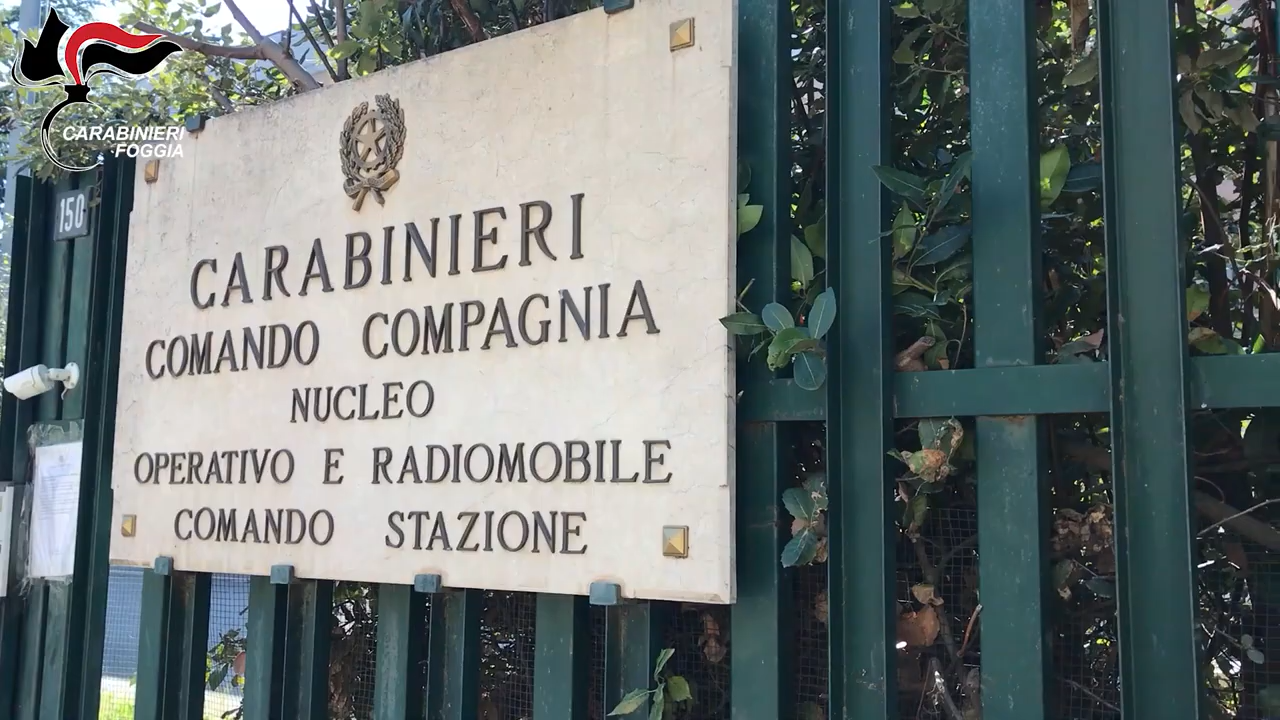 CARABINIERI
FOGGIA
150
CARABINIERI
COMANDO COMPAGNIA
NUCLEO
OPERATIVO E RADIOMOBILE
COMANDO STAZIONE